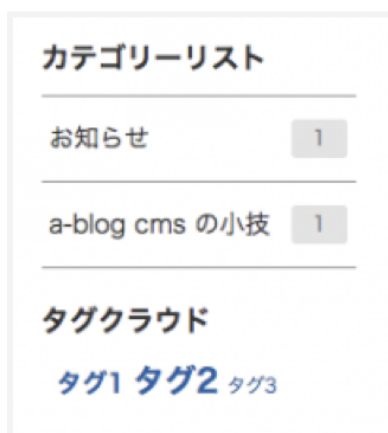 カテゴリーリスト
お知らせ 1
a-blog cms の小技 1
タグクラウド
タグ1 タグ2 タグ3